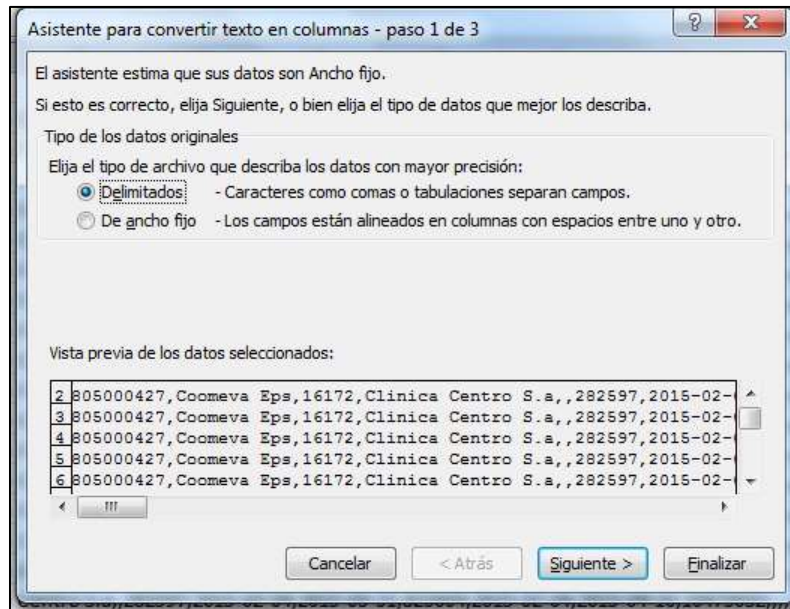 Asistente para convertir texto en columnas - paso 1 de 3
El asistente estima que sus datos son Ancho fijo.
Si esto es correcto, elija Siguiente, o bien elija el tipo de datos que mejor los describa.
Tipo de los datos originales
Elija el tipo de archivo que describa los datos con mayor precisión:
Delimitados - Caracteres como comas o tabulaciones separan campos.
De ancho fijo - Los campos están alineados en columnas con espacios entre uno y otro.
Vista previa de los datos seleccionados:
2 805000427,Coomeva Eps,16172,Clinica Centro S.a,,282597,2015-02-
3 805000427,Coomeva Eps,16172,Clinica Centro S.a,,282597,2015-02-
4 805000427,Coomeva Eps,16172,Clinica Centro S.a,,282597,2015-02-
5 805000427,Coomeva Eps,16172,Clinica Centro S.a,,282597,2015-02-
6 805000427,Coomeva Eps,16172,Clinica Centro S.a,,282597,2015-02-
Cancelar < Atrás Siguiente > Finalizar